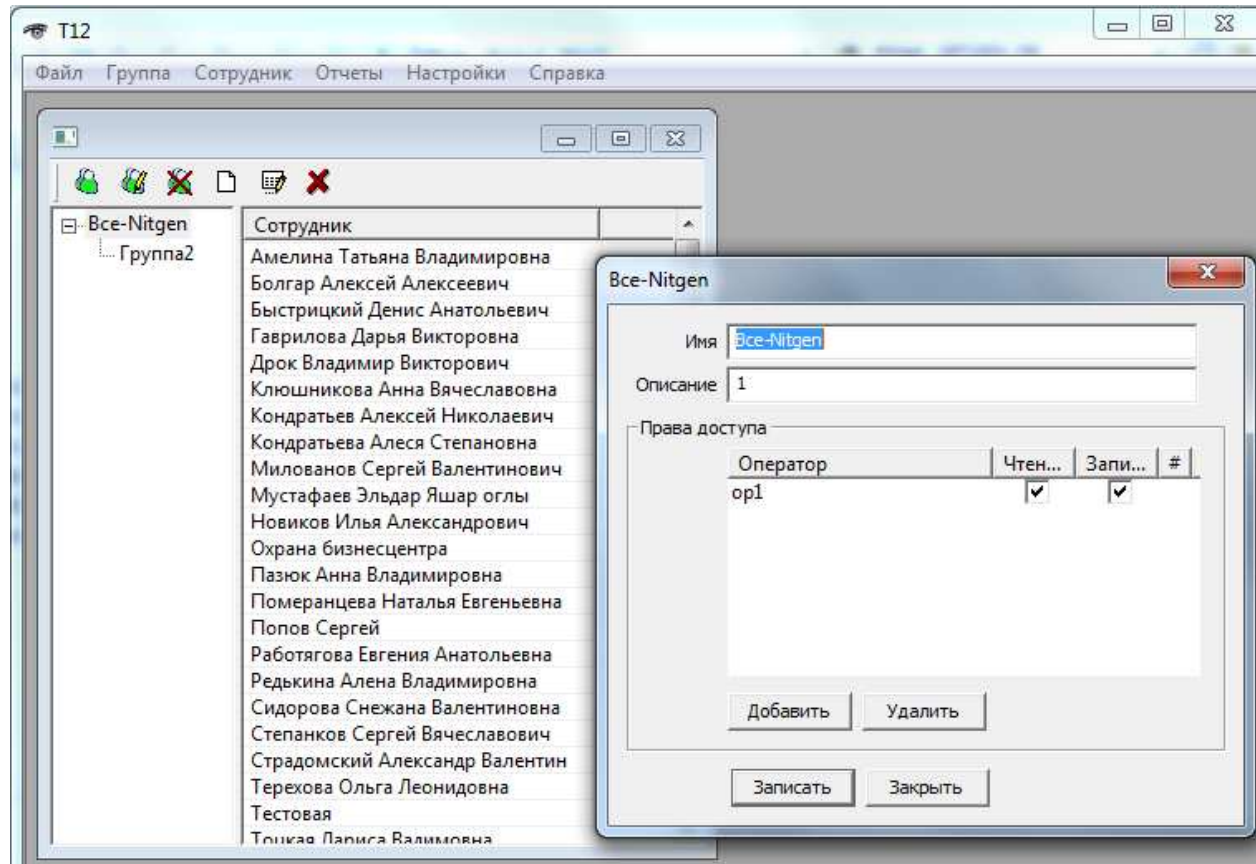 T12
Файл Группа Сотрудник Отчеты Настройки Справка
Все-Nitgen
Группа2
Сотрудник
Амелина Татьяна Владимировна
Болгар Алексей Алексеевич
Быстрицкий Денис Анатольевич
Гаврилова Дарья Викторовна
Дрок Владимир Викторович
Клюшникова Анна Вячеславовна
Кондратьев Алексей Николаевич
Кондратьева Алеся Степановна
Милованов Сергей Валентинович
Мустафаев Эльдар Яшар оглы
Новиков Илья Александрович
Охрана бизнесцентра
Пазюк Анна Владимировна
Померанцева Наталья Евгеньевна
Попов Сергей
Работягова Евгения Анатольевна
Редькина Алена Владимировна
Сидорова Снежана Валентиновна
Степанков Сергей Вячеславович
Страдомский Александр Валентин
Терехова Ольга Леонидовна
Тестовая
Тоцкая Лариса Вадимовна
Все-Nitgen
Имя Все-Nitgen
Описание 1
Права доступа
Оператор Чтен... Запи... #
op1
Добавить Удалить
Записать Закрыть